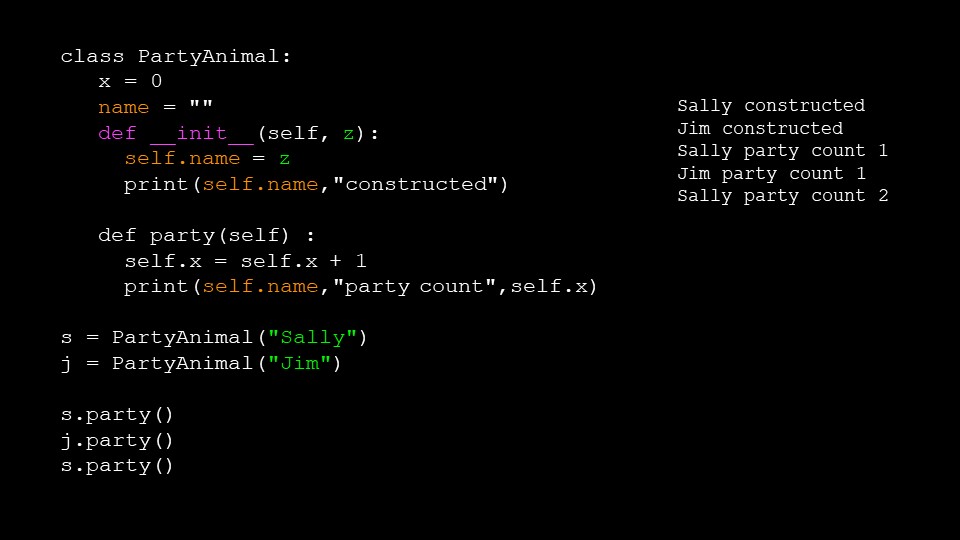 class PartyAnimal:
   x = 0
   name = ""
   def __init__(self, z):
     self.name = z
     print(self.name,"constructed")

   def party(self) :
     self.x = self.x + 1
     print(self.name,"party count",self.x)

s = PartyAnimal("Sally")
j = PartyAnimal("Jim")

s.party()
j.party()
s.party()

Sally constructed
Jim constructed
Sally party count 1
Jim party count 1
Sally party count 2